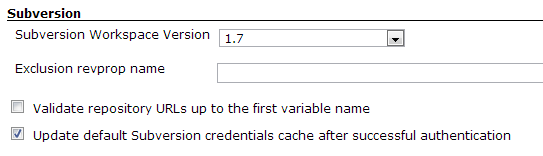 Subversion
Subversion Workspace Version 1.7
Exclusion revprop name
Validate repository URLs up to the first variable name
Update default Subversion credentials cache after successful authentication